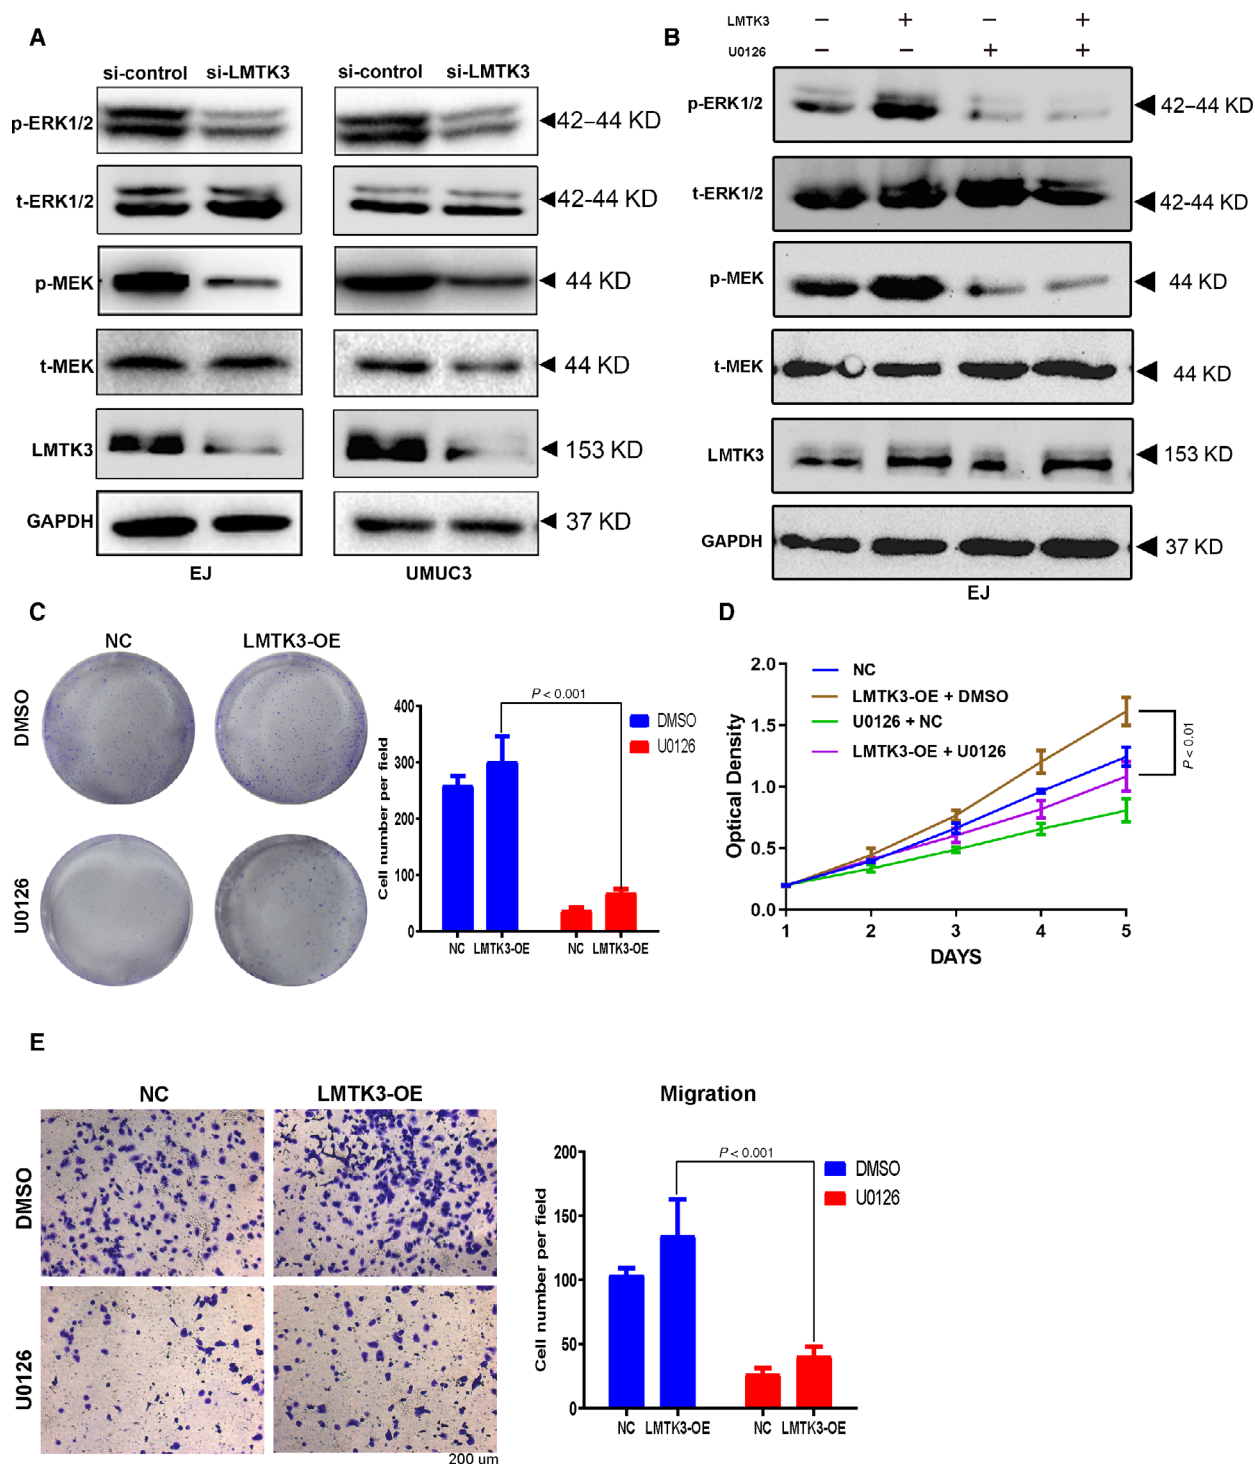 A
si-control si-LMTK3
si-control si-LMTK3
p-ERK1/2
42–44 KD
t-ERK1/2
42-44 KD
p-MEK
44 KD
t-MEK
44 KD
LMTK3
153 KD
GAPDH
37 KD
EJ
UMUC3
B
LMTK3 – + – +
U0126 – – + +
p-ERK1/2
42–44 KD
t-ERK1/2
42-44 KD
p-MEK
44 KD
t-MEK
44 KD
LMTK3
153 KD
GAPDH
37 KD
EJ
C
NC
LMTK3-OE
DMSO
U0126
Cell number per field
400
300
200
100
0
P < 0.001
DMSO
U0126
NC LMTK3-OE NC LMTK3-OE
D
Optical Density
2.0
1.5
1.0
0.5
0.0
NC
LMTK3-OE + DMSO
U0126 + NC
LMTK3-OE + U0126
P < 0.01
1 2 3 4 5
DAYS
E
NC
LMTK3-OE
DMSO
U0126
200 um
Migration
Cell number per field
200
150
100
50
0
P < 0.001
DMSO
U0126
NC LMTK3-OE NC LMTK3-OE